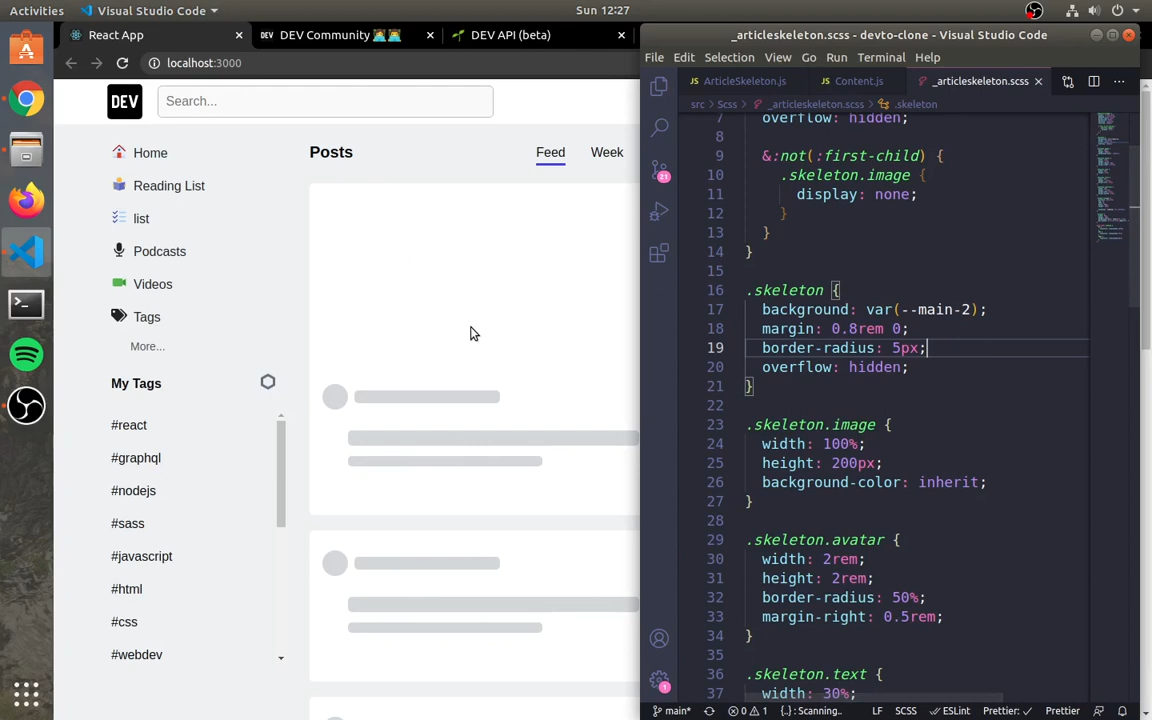 Activities
Visual Studio Code
Sun 12:27
React App
DEV Community
DEV API (beta)
localhost:3000
DEV
Search...
Home
Reading List
list
Podcasts
Videos
Tags
More...
My Tags
#react
#graphql
#nodejs
#sass
#javascript
#html
#css
#webdev
Posts
Feed
Week
_articleskeleton.scss - devto-clone - Visual Studio Code
File Edit Selection View Go Run Terminal Help
ArticleSkeleton.js
Content.js
_articleskeleton.scss
src > Scss > _articleskeleton.scss > .skeleton
21
1
7 overflow: hidden;
8
9 &:not(:first-child) {
10 .skeleton.image {
11 display: none;
12 }
13 }
14 }
15
16 .skeleton {
17 background: var(--main-2);
18 margin: 0.8rem 0;
19 border-radius: 5px;
20 overflow: hidden;
21 }
22
23 .skeleton.image {
24 width: 100%;
25 height: 200px;
26 background-color: inherit;
27 }
28
29 .skeleton.avatar {
30 width: 2rem;
31 height: 2rem;
32 border-radius: 50%;
33 margin-right: 0.5rem;
34 }
35
36 .skeleton.text {
37 width: 30%;
main* 0 1 {.}: Scanning.. LF SCSS ESLint Prettier: ✓ Prettier